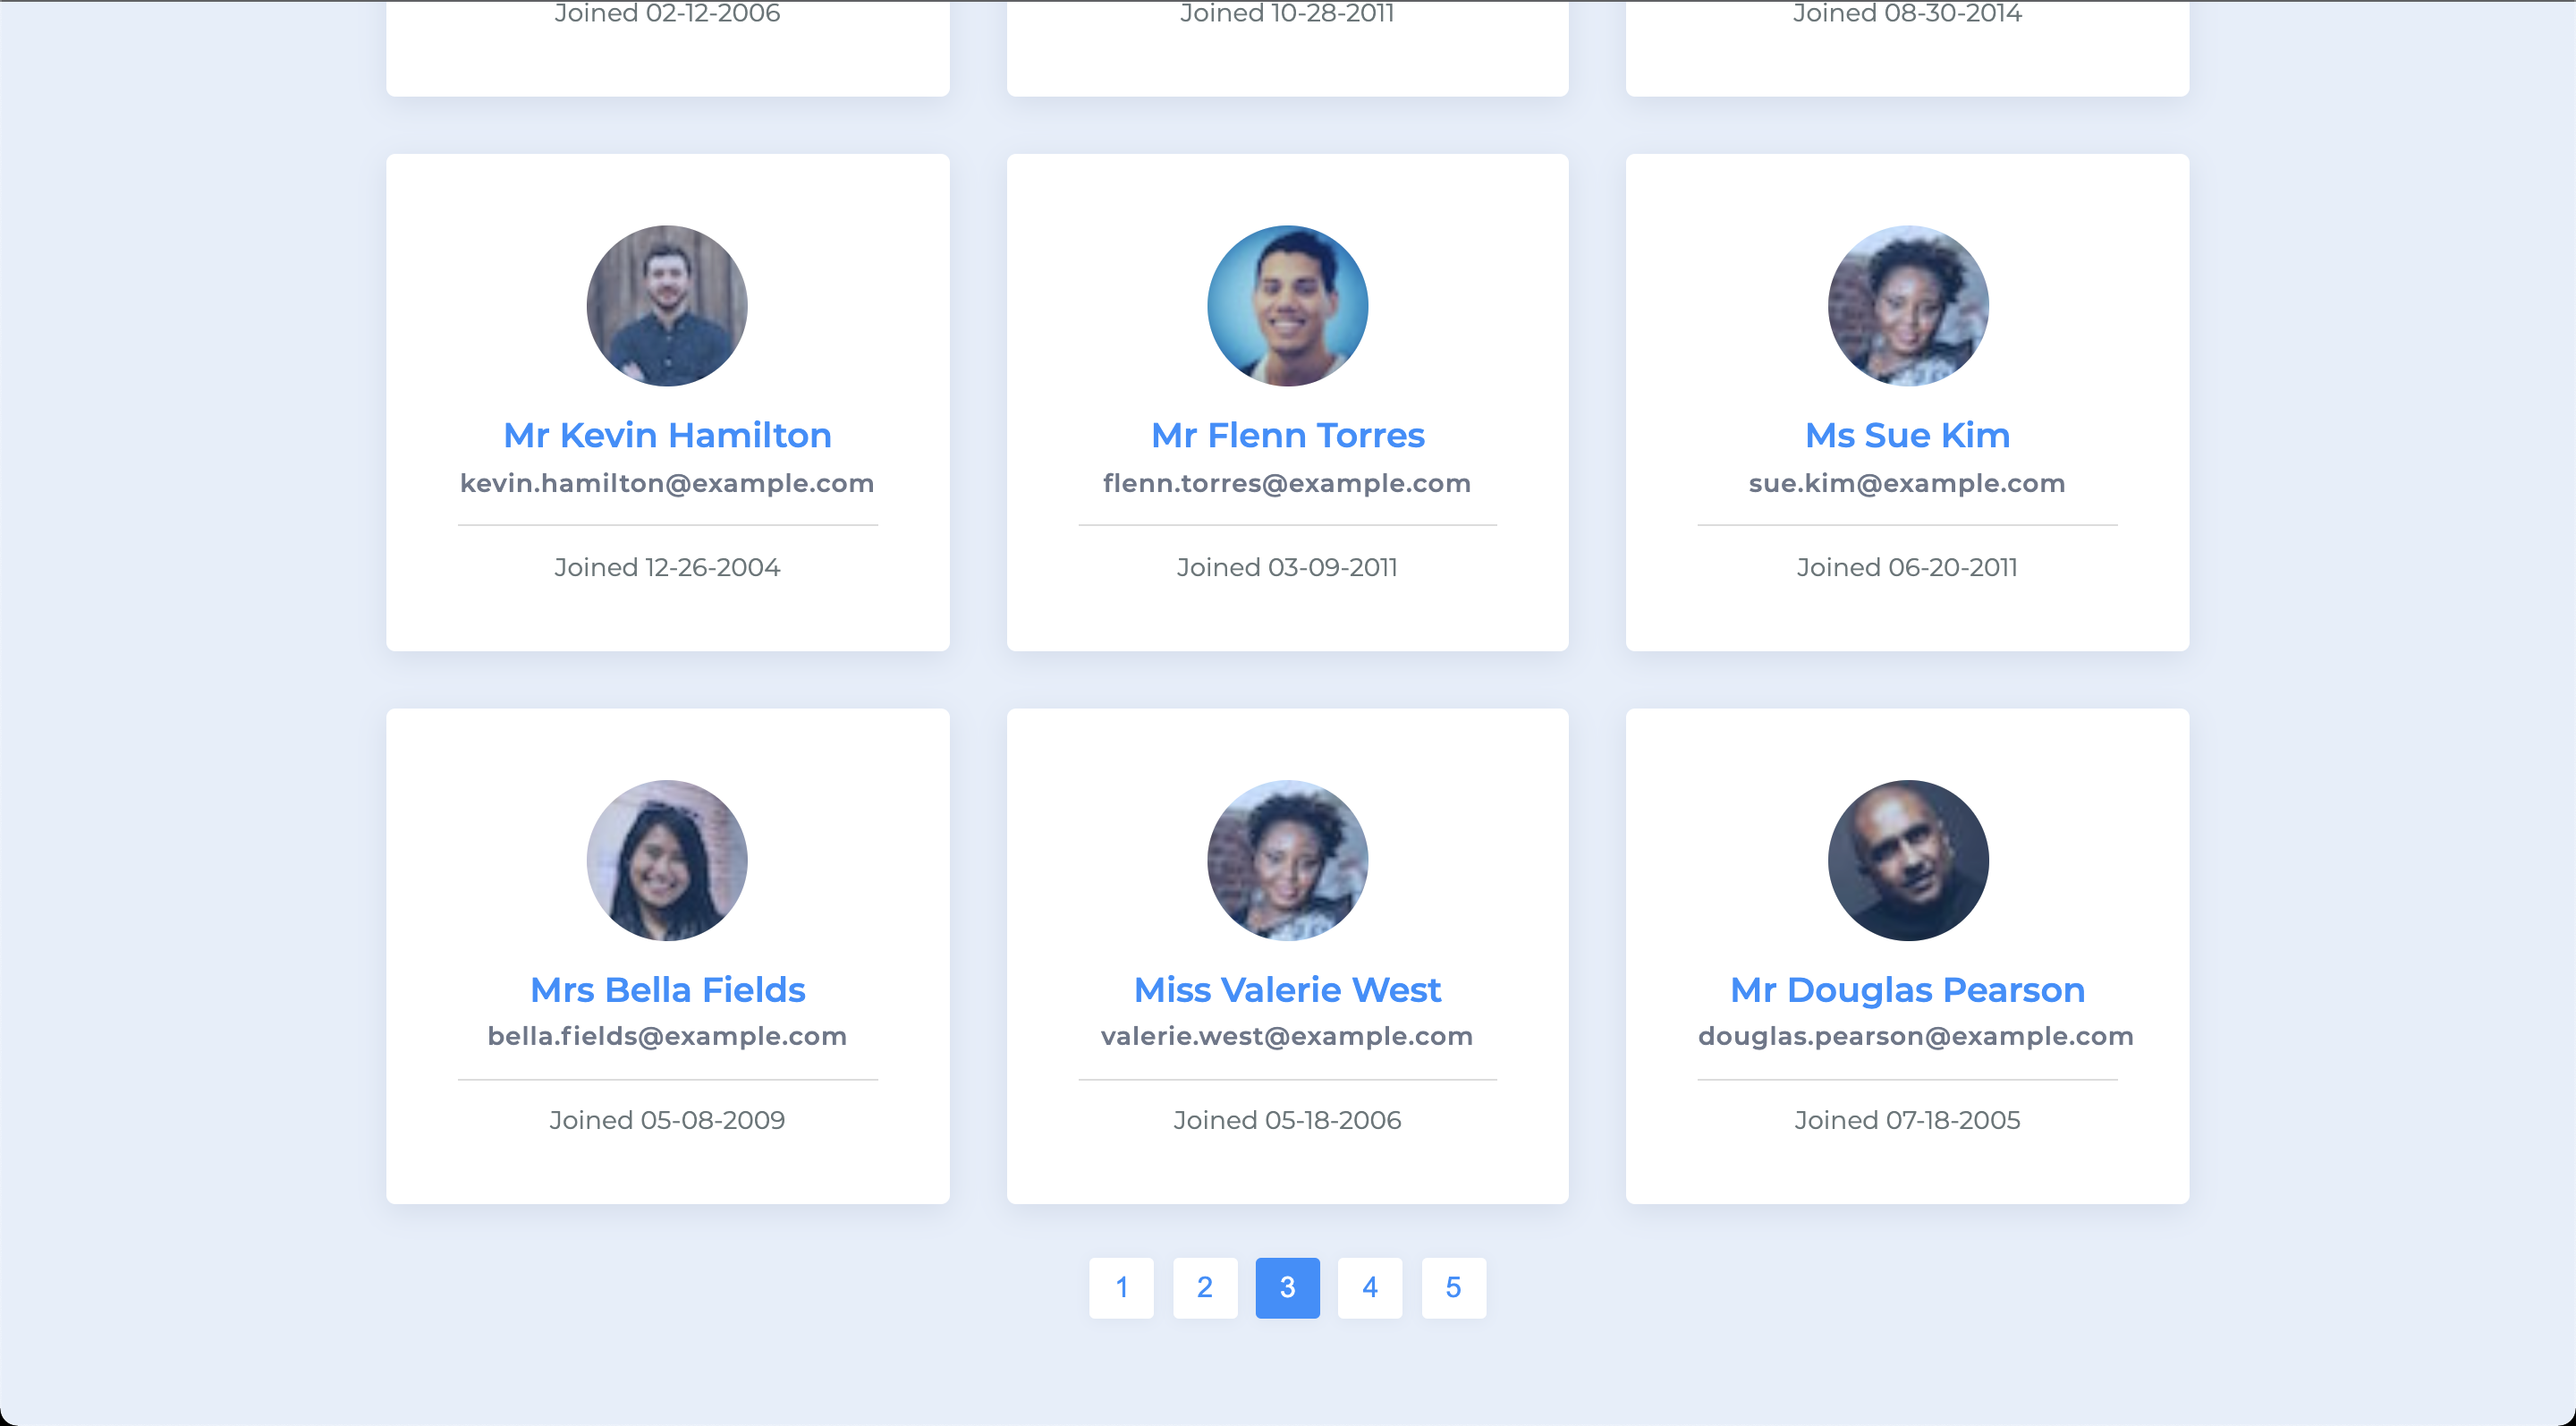 Joined 02-12-2006
Joined 10-28-2011
Joined 08-30-2014
Mr Kevin Hamilton
kevin.hamilton@example.com
Joined 12-26-2004
Mr Flenn Torres
flenn.torres@example.com
Joined 03-09-2011
Ms Sue Kim
sue.kim@example.com
Joined 06-20-2011
Mrs Bella Fields
bella.fields@example.com
Joined 05-08-2009
Miss Valerie West
valerie.west@example.com
Joined 05-18-2006
Mr Douglas Pearson
douglas.pearson@example.com
Joined 07-18-2005
1 2 3 4 5